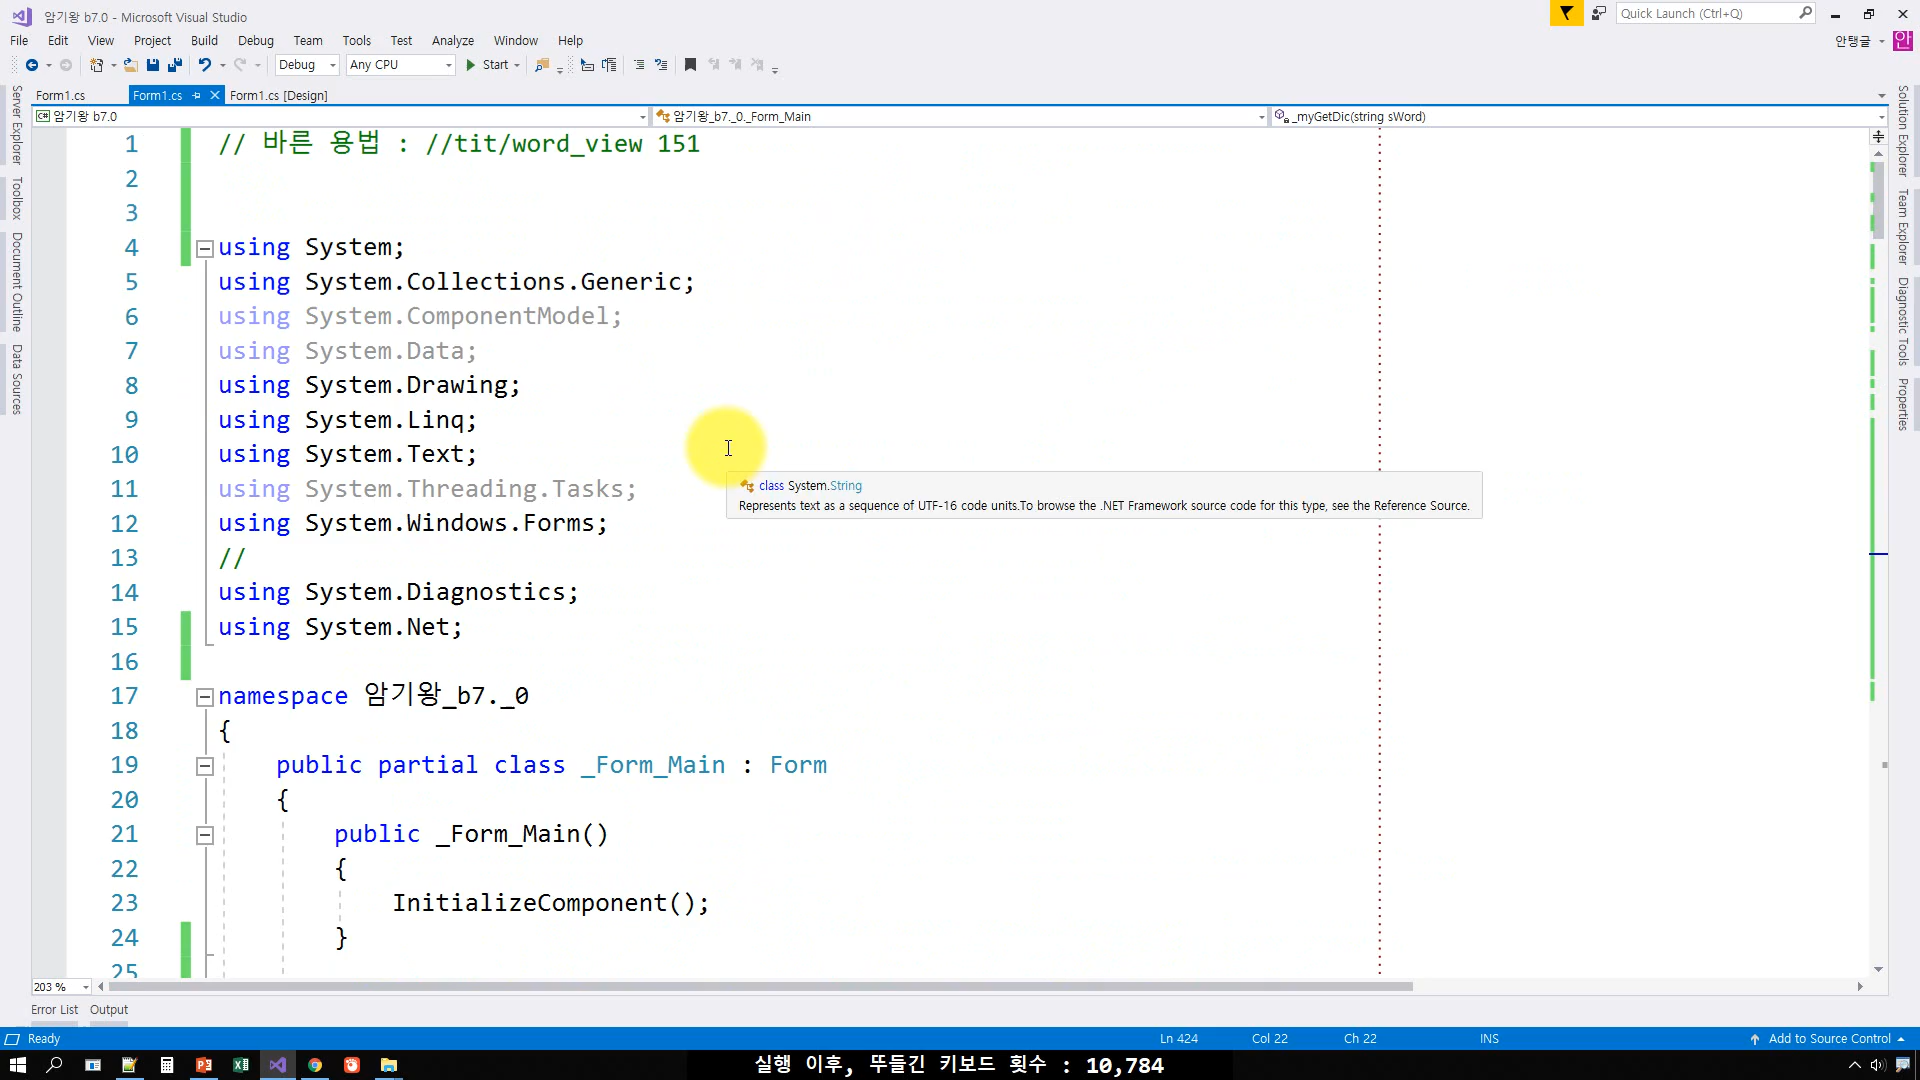 암기왕 b7.0 - Microsoft Visual Studio
Quick Launch (Ctrl+Q)
File Edit View Project Build Debug Team Tools Test Analyze Window Help
안탱글 안
Debug Any CPU Start
Form1.cs Form1.cs Form1.cs [Design]
C# 암기왕 b7.0 암기왕_b7._0._Form_Main _myGetDic(string sWord)
Server Explorer
Toolbox
Document Outline
Data Sources
1 // 바른 용법 : //tit/word_view 151
2
3
4 using System;
5 using System.Collections.Generic;
6 using System.ComponentModel;
7 using System.Data;
8 using System.Drawing;
9 using System.Linq;
10 using System.Text;
11 using System.Threading.Tasks;
12 using System.Windows.Forms;
13 //
14 using System.Diagnostics;
15 using System.Net;
16
17 namespace 암기왕_b7._0
18 {
19 public partial class _Form_Main : Form
20 {
21 public _Form_Main()
22 {
23 InitializeComponent();
24 }
25
class System.String
Represents text as a sequence of UTF-16 code units.To browse the .NET Framework source code for this type, see the Reference Source.
Solution Explorer
Team Explorer
Diagnostic Tools
Properties
203 %
Error List Output
Ready Ln 424 Col 22 Ch 22 INS Add to Source Control
실행 이후, 뚜들긴 키보드 횟수 : 10,784